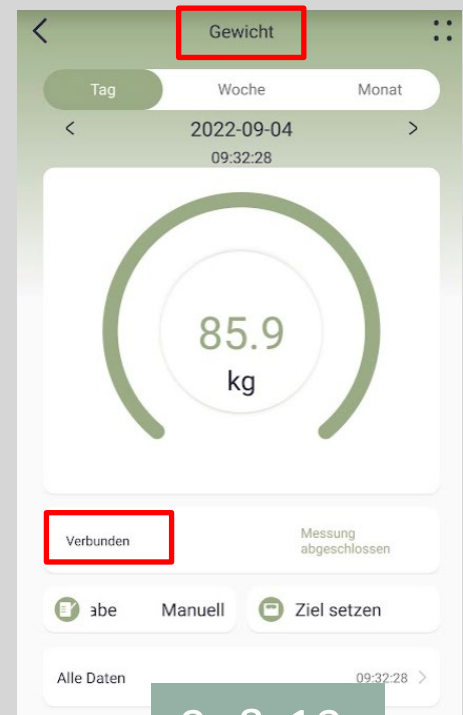 Gewicht
Tag Woche Monat
< 2022-09-04 >
09:32:28
85.9
kg
Verbunden
Messung
abgeschlossen
abe Manuell
Ziel setzen
Alle Daten 09:32:28 >